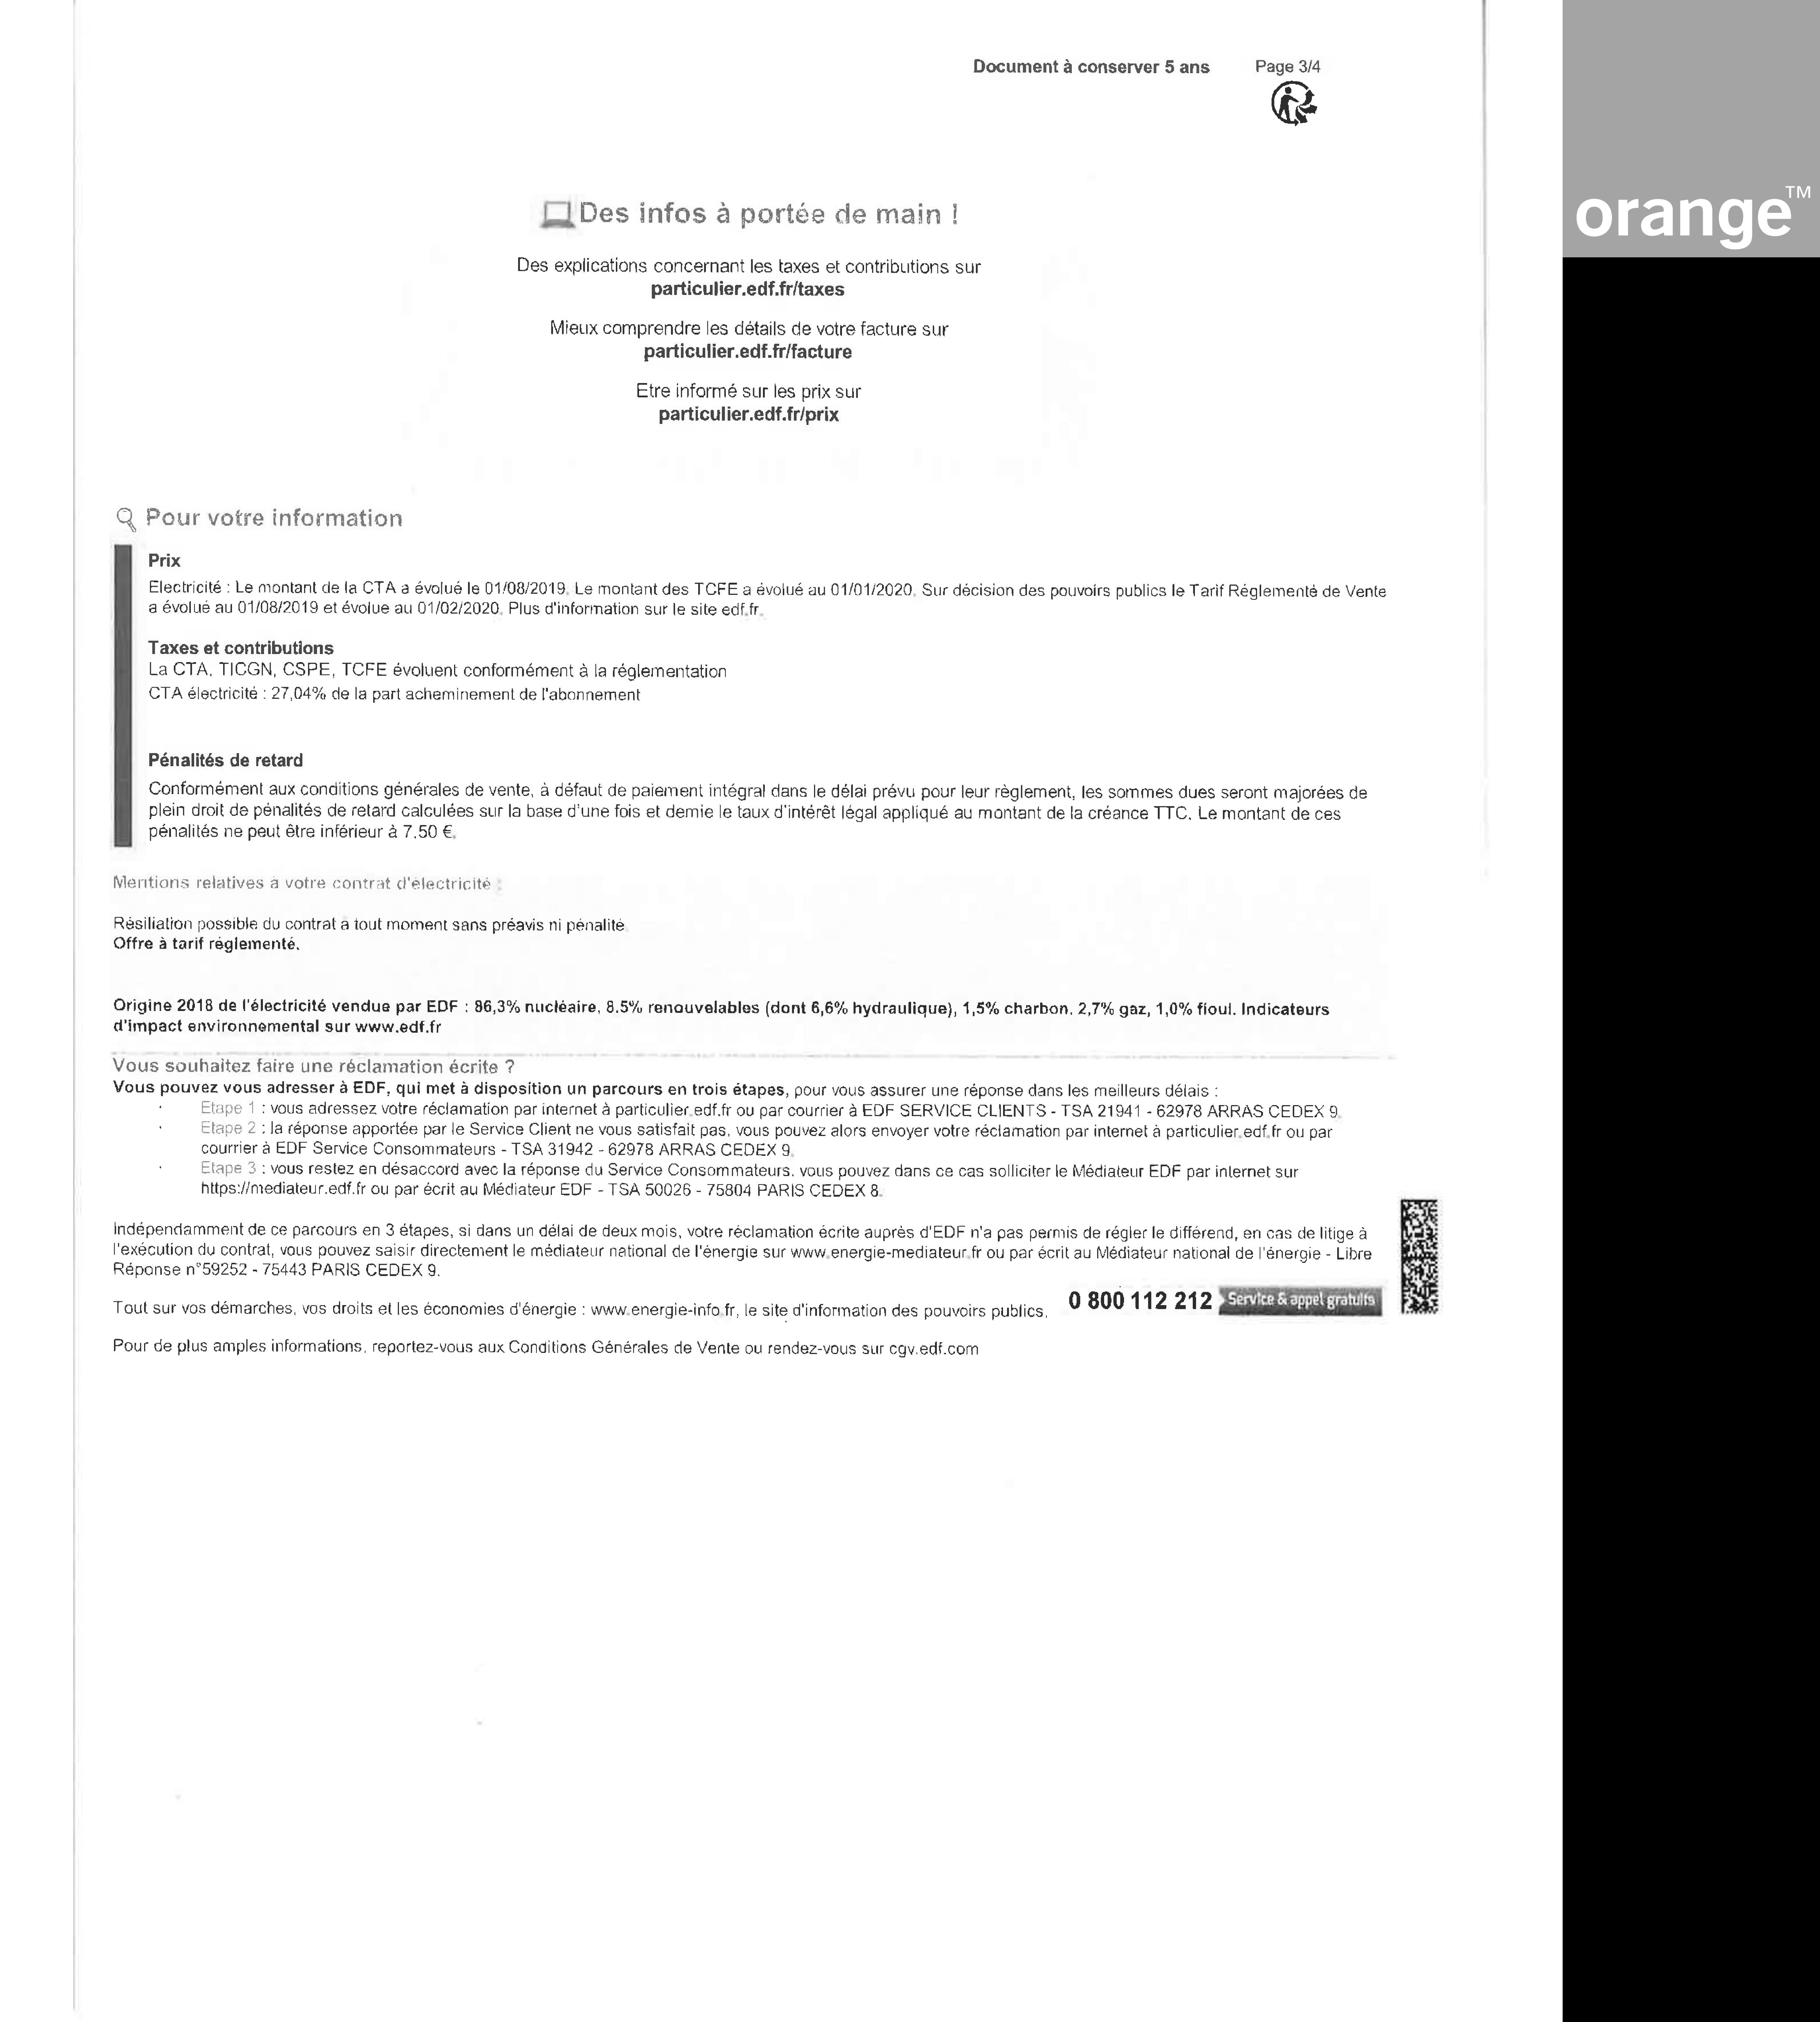 Document à conserver 5 ans Page 3/4
orange™
Des infos à portée de main !
Des explications concernant les taxes et contributions sur
particulier.edf.fr/taxes
Mieux comprendre les détails de votre facture sur
particulier.edf.fr/facture
Etre informé sur les prix sur
particulier.edf.fr/prix
Pour votre information
Prix
Electricité : Le montant de la CTA a évolué le 01/08/2019. Le montant des TCFE a évolué au 01/01/2020. Sur décision des pouvoirs publics le Tarif Réglementé de Vente
a évolué au 01/08/2019 et évolue au 01/02/2020. Plus d'information sur le site edf.fr.
Taxes et contributions
La CTA, TICGN, CSPE, TCFE évoluent conformément à la réglementation
CTA électricité : 27,04% de la part acheminement de l'abonnement
Pénalités de retard
Conformément aux conditions générales de vente, à défaut de paiement intégral dans le délai prévu pour leur règlement, les sommes dues seront majorées de
plein droit de pénalités de retard calculées sur la base d'une fois et demie le taux d'intérêt légal appliqué au montant de la créance TTC. Le montant de ces
pénalités ne peut être inférieur à 7,50 €.
Mentions relatives à votre contrat d'électricité :
Résiliation possible du contrat à tout moment sans préavis ni pénalité.
Offre à tarif réglementé.
Origine 2018 de l'électricité vendue par EDF : 86,3% nucléaire, 8.5% renouvelables (dont 6,6% hydraulique), 1,5% charbon, 2,7% gaz, 1,0% fioul. Indicateurs
d'impact environnemental sur www.edf.fr
Vous souhaitez faire une réclamation écrite ?
Vous pouvez vous adresser à EDF, qui met à disposition un parcours en trois étapes, pour vous assurer une réponse dans les meilleurs délais :
· Etape 1 : vous adressez votre réclamation par internet à particulier.edf.fr ou par courrier à EDF SERVICE CLIENTS - TSA 21941 - 62978 ARRAS CEDEX 9.
· Etape 2 : la réponse apportée par le Service Client ne vous satisfait pas, vous pouvez alors envoyer votre réclamation par internet à particulier.edf.fr ou par
courrier à EDF Service Consommateurs - TSA 31942 - 62978 ARRAS CEDEX 9.
· Etape 3 : vous restez en désaccord avec la réponse du Service Consommateurs, vous pouvez dans ce cas solliciter le Médiateur EDF par internet sur
https://mediateur.edf.fr ou par écrit au Médiateur EDF - TSA 50026 - 75804 PARIS CEDEX 8.
Indépendamment de ce parcours en 3 étapes, si dans un délai de deux mois, votre réclamation écrite auprès d'EDF n'a pas permis de régler le différend, en cas de litige à
l'exécution du contrat, vous pouvez saisir directement le médiateur national de l'énergie sur www.energie-mediateur.fr ou par écrit au Médiateur national de l'énergie - Libre
Réponse n°59252 - 75443 PARIS CEDEX 9.
Tout sur vos démarches, vos droits et les économies d'énergie : www.energie-info.fr, le site d'information des pouvoirs publics, 0 800 112 212 Service & appel gratuits
Pour de plus amples informations, reportez-vous aux Conditions Générales de Vente ou rendez-vous sur cgv.edf.com